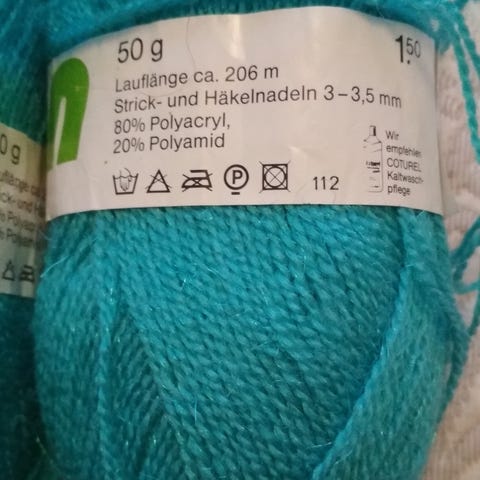 50 g
1.50
Lauflänge ca. 206 m
Strick- und Häkelnadeln 3–3,5 mm
80% Polyacryl,
20% Polyamid
P
112
Wir
empfehlen
COTUREL
Kaltwasch-
pflege
0 g